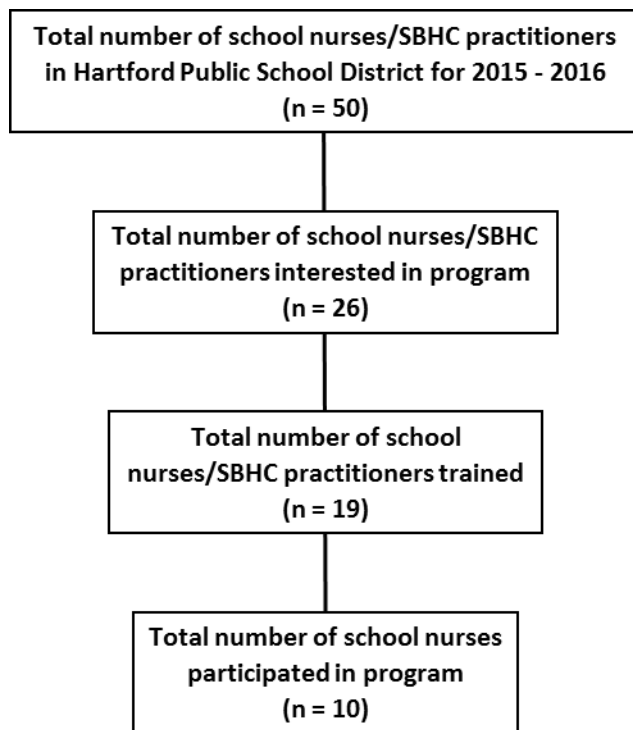 Total number of school nurses/SBHC practitioners
in Hartford Public School District for 2015 - 2016
(n = 50)
Total number of school nurses/SBHC
practitioners interested in program
(n = 26)
Total number of school
nurses/SBHC practitioners trained
(n = 19)
Total number of school nurses
participated in program
(n = 10)